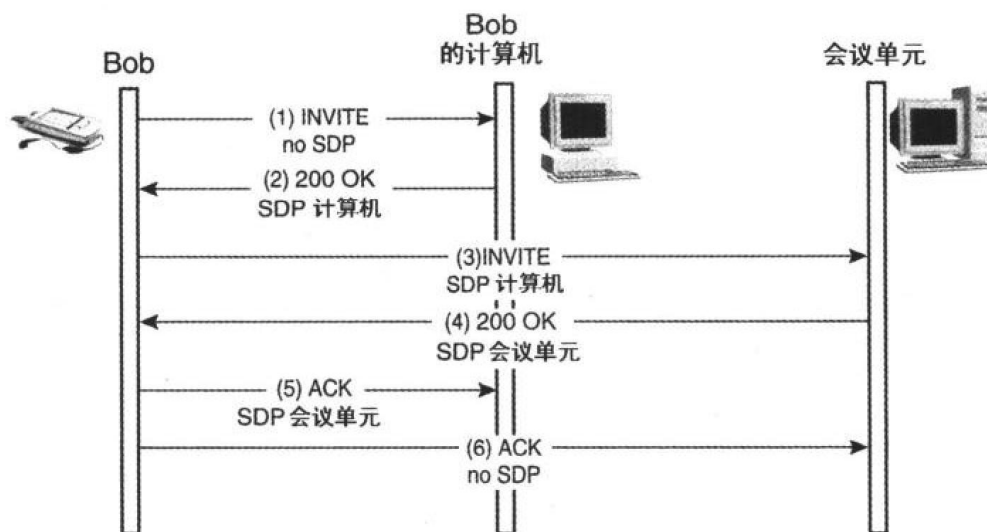 Bob
Bob
的计算机
会议单元
(1) INVITE
no SDP
(2) 200 OK
SDP 计算机
(3)INVITE
SDP 计算机
(4) 200 OK
SDP 会议单元
(5) ACK
SDP 会议单元
(6) ACK
no SDP